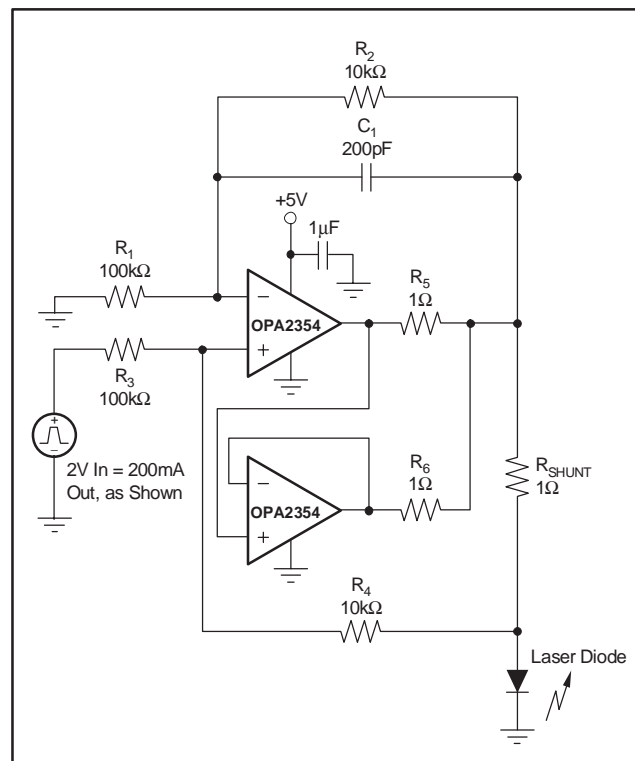 R2
10kΩ
C1
200pF
+5V
1μF
R1
100kΩ
R5
1Ω
−
OPA2354
+
R3
100kΩ
+
−
2V In = 200mA
Out, as Shown
R6
1Ω
RSHUNT
1Ω
−
OPA2354
+
R4
10kΩ
Laser Diode